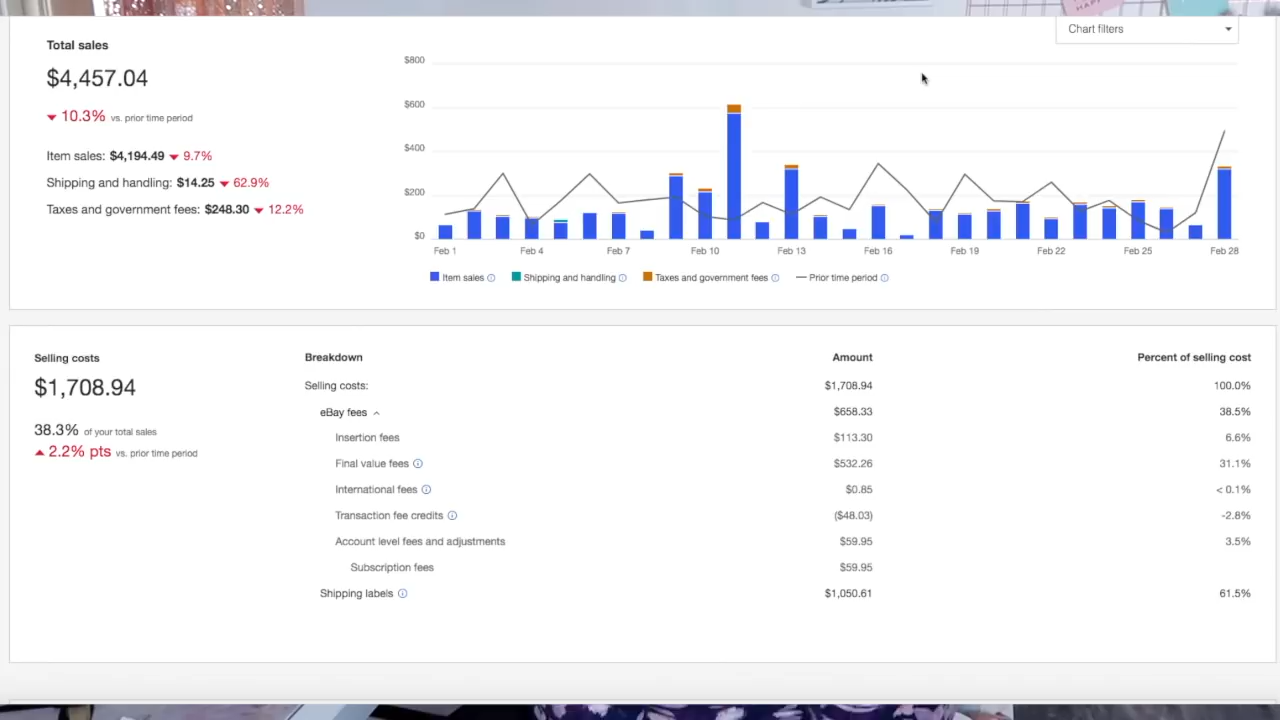 Total sales
$4,457.04
10.3% vs. prior time period
Item sales: $4,194.49 9.7%
Shipping and handling: $14.25 62.9%
Taxes and government fees: $248.30 12.2%
Chart filters
$800
$600
$400
$200
$0
Feb 1 Feb 4 Feb 7 Feb 10 Feb 13 Feb 16 Feb 19 Feb 22 Feb 25 Feb 28
Item sales Shipping and handling Taxes and government fees Prior time period
Selling costs
$1,708.94
38.3% of your total sales
2.2% pts vs. prior time period
Breakdown Amount Percent of selling cost
Selling costs: $1,708.94 100.0%
eBay fees $658.33 38.5%
Insertion fees $113.30 6.6%
Final value fees $532.26 31.1%
International fees $0.85 < 0.1%
Transaction fee credits ($48.03) -2.8%
Account level fees and adjustments $59.95 3.5%
Subscription fees $59.95
Shipping labels $1,050.61 61.5%